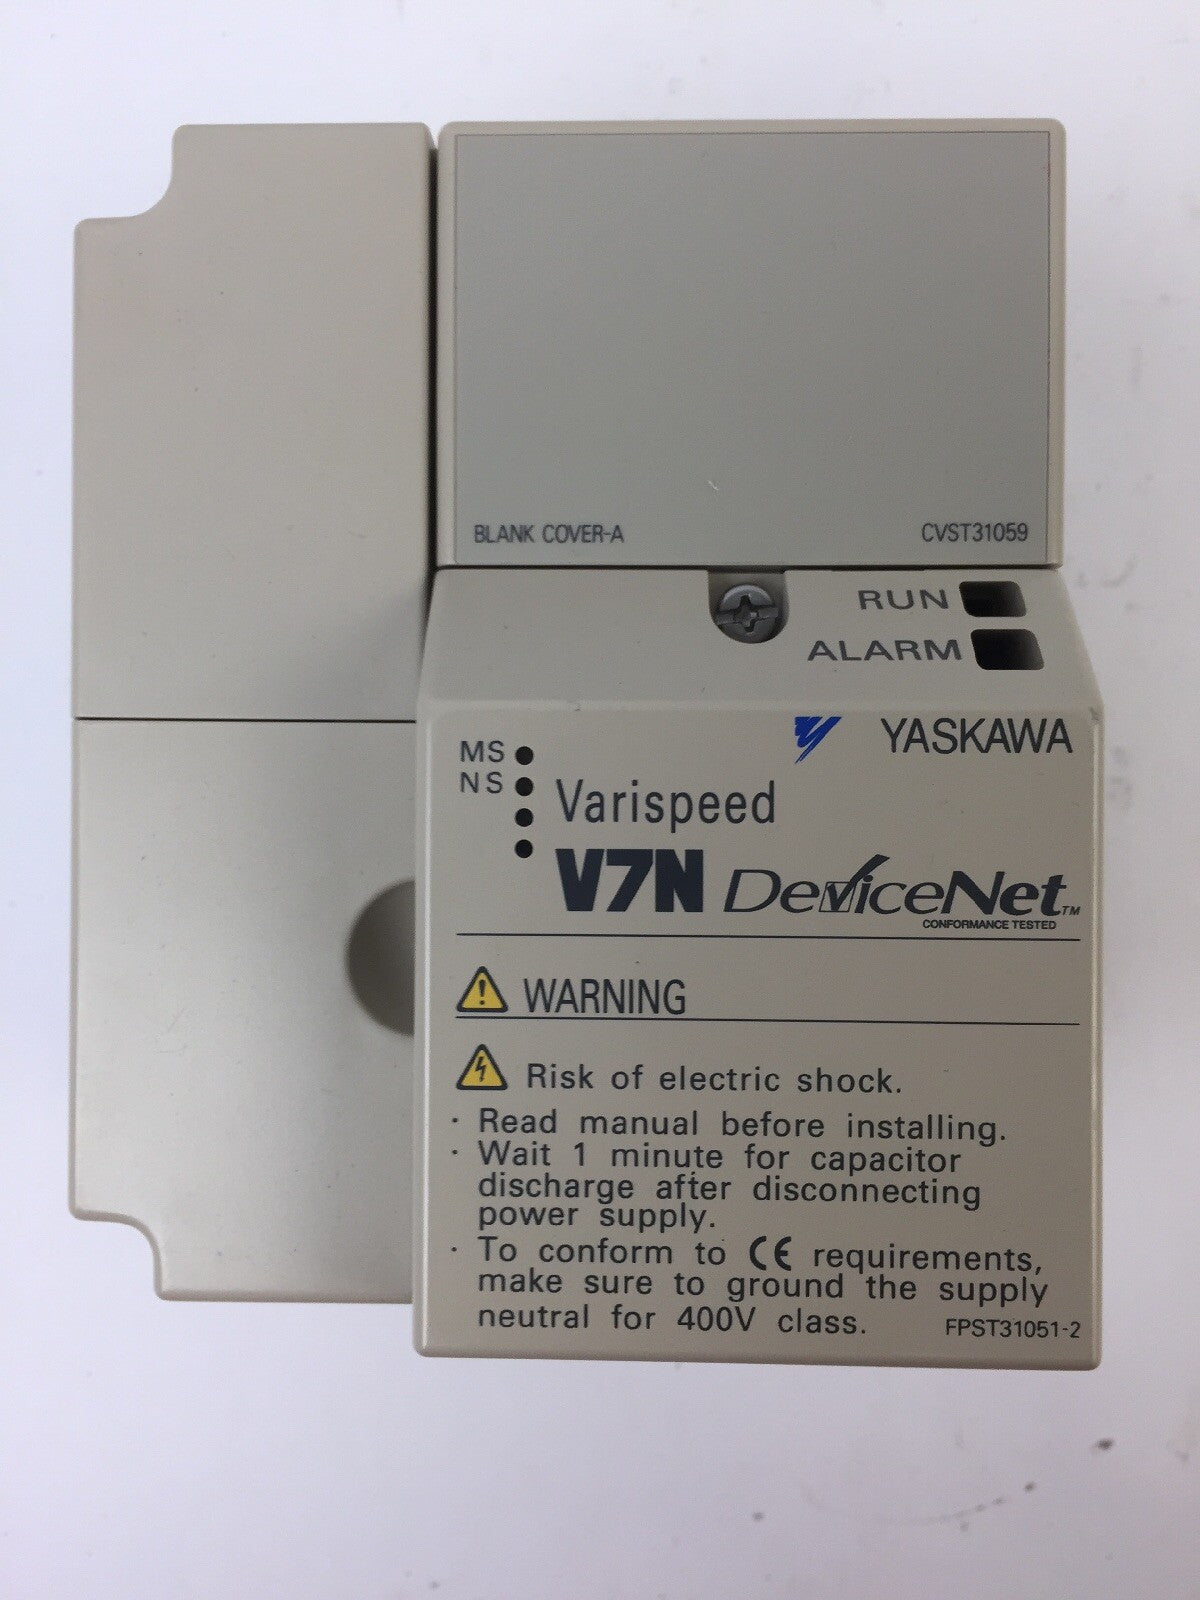 BLANK COVER-A CVST31059
RUN
ALARM
YASKAWA
MS
NS
Varispeed
V7N DeviceNet™
CONFORMANCE TESTED
WARNING
Risk of electric shock.
· Read manual before installing.
· Wait 1 minute for capacitor
discharge after disconnecting
power supply.
· To conform to CE requirements,
make sure to ground the supply
neutral for 400V class. FPST31051-2